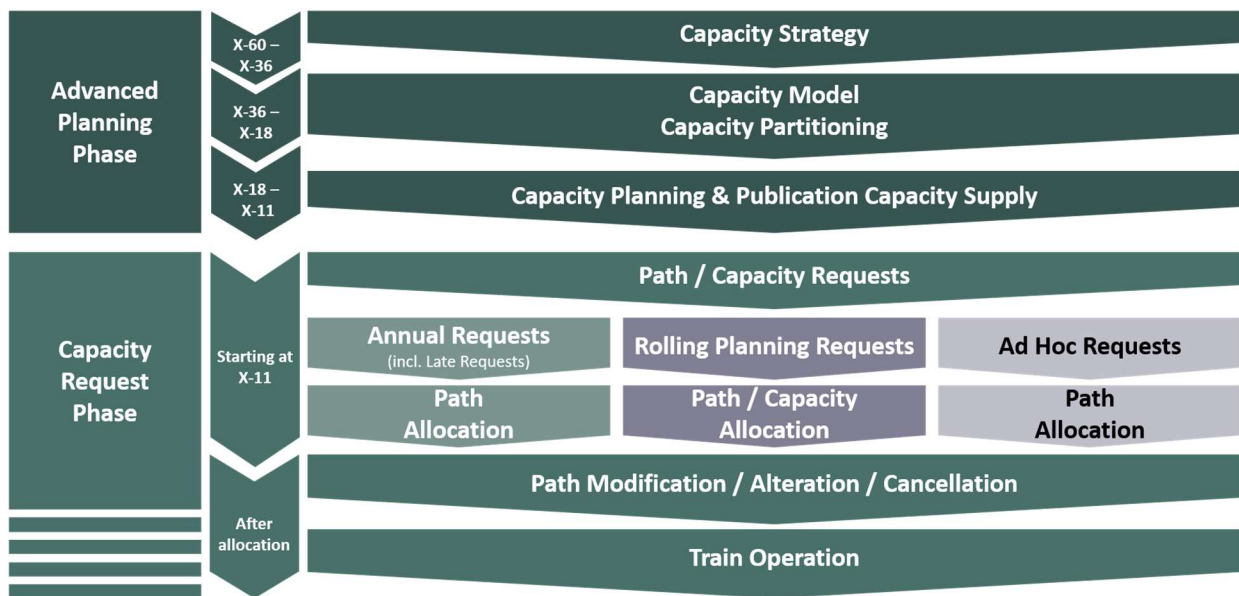 Advanced
Planning
Phase
X-60 –
X-36
Capacity Strategy
X-36 –
X-18
Capacity Model
Capacity Partitioning
X-18 –
X-11
Capacity Planning & Publication Capacity Supply
Capacity
Request
Phase
Starting at
X-11
Path / Capacity Requests
Annual Requests
(incl. Late Requests)
Rolling Planning Requests
Ad Hoc Requests
Path
Allocation
Path / Capacity
Allocation
Path
Allocation
After
allocation
Path Modification / Alteration / Cancellation
Train Operation